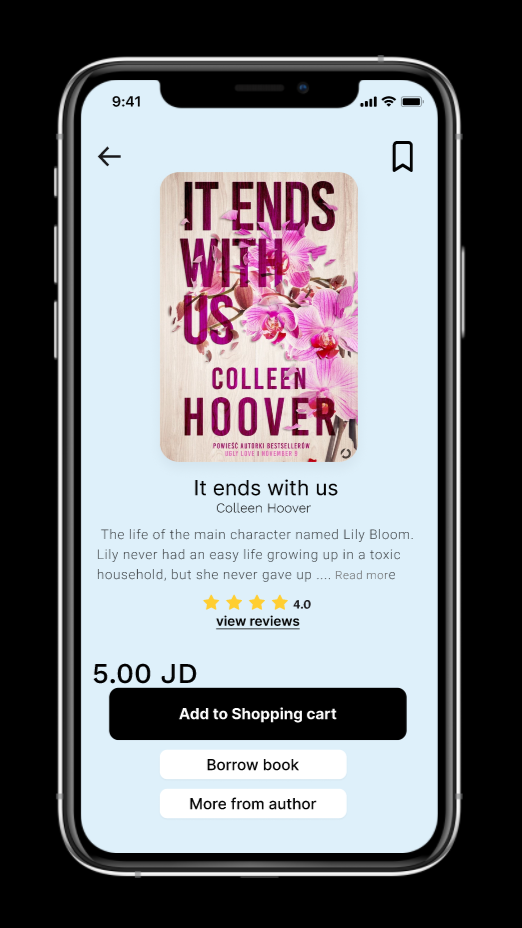 9:41
IT ENDS
WITH
US
COLLEEN
HOOVER
POWIEŚĆ AUTORKI BESTSELLERÓW
UGLY LOVE I NOVEMBER 9
It ends with us
Colleen Hoover
The life of the main character named Lily Bloom.
Lily never had an easy life growing up in a toxic
household, but she never gave up .... Read more
4.0
view reviews
5.00 JD
Add to Shopping cart
Borrow book
More from author